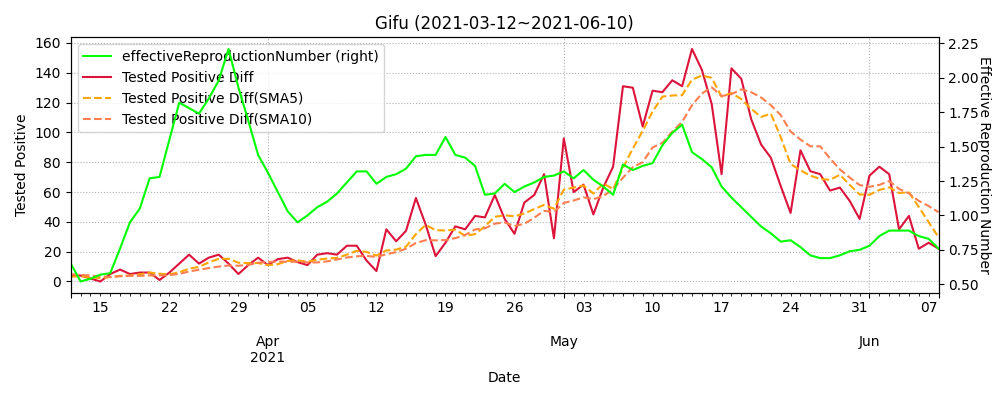 Gifu (2021-03-12~2021-06-10)
effectiveReproductionNumber (right)
Tested Positive Diff
Tested Positive Diff(SMA5)
Tested Positive Diff(SMA10)
Tested Positive
160
140
120
100
80
60
40
20
0
Effective Reproduction Number
2.25
2.00
1.75
1.50
1.25
1.00
0.75
0.50
15 22 29 05 12 19 26 03 10 17 24 31 07
Apr May Jun
2021
Date